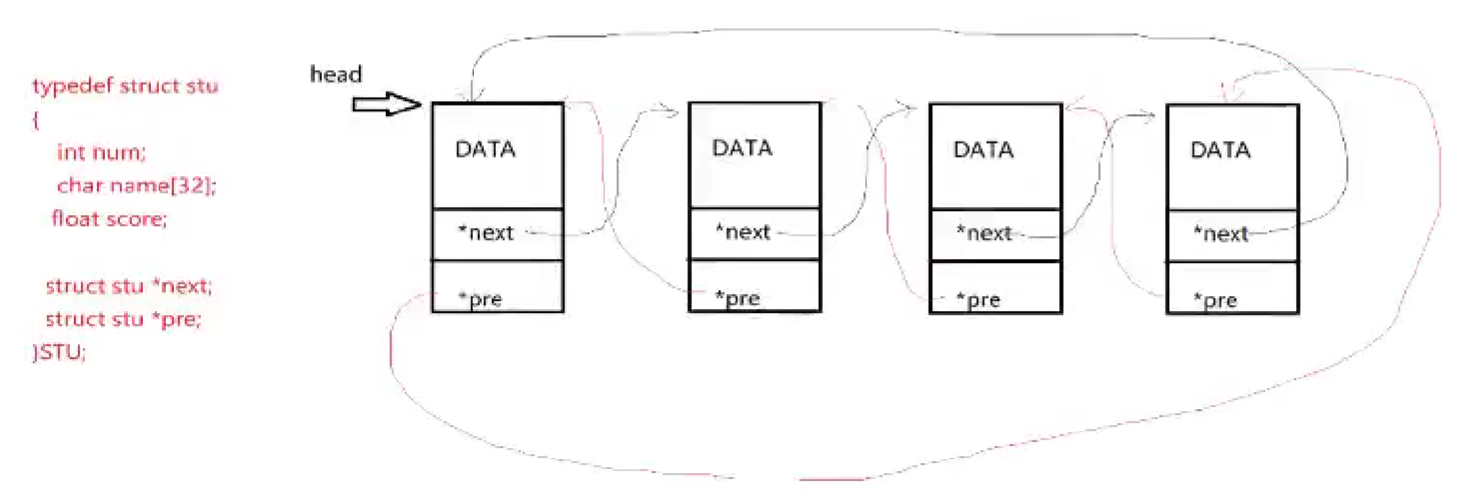 typedef struct stu
{
int num;
char name[32];
float score;
struct stu *next;
struct stu *pre;
}STU;
head
DATA
*next
*pre
DATA
*next
*pre
DATA
*next
*pre
DATA
*next
*pre